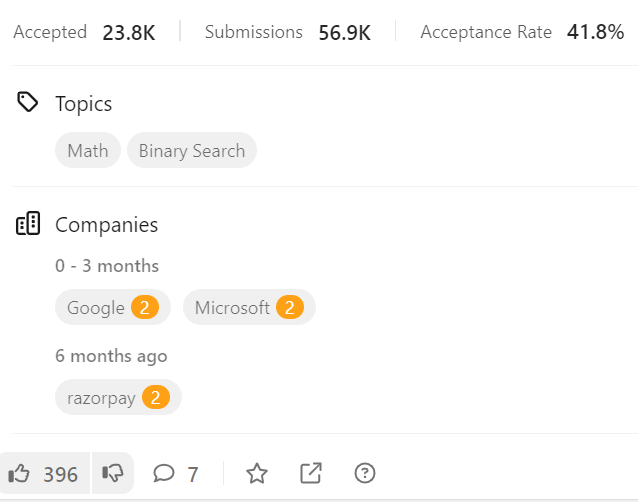 Accepted 23.8K Submissions 56.9K Acceptance Rate 41.8%
Topics
Math Binary Search
Companies
0 - 3 months
Google 2 Microsoft 2
6 months ago
razorpay 2
396 7 ?